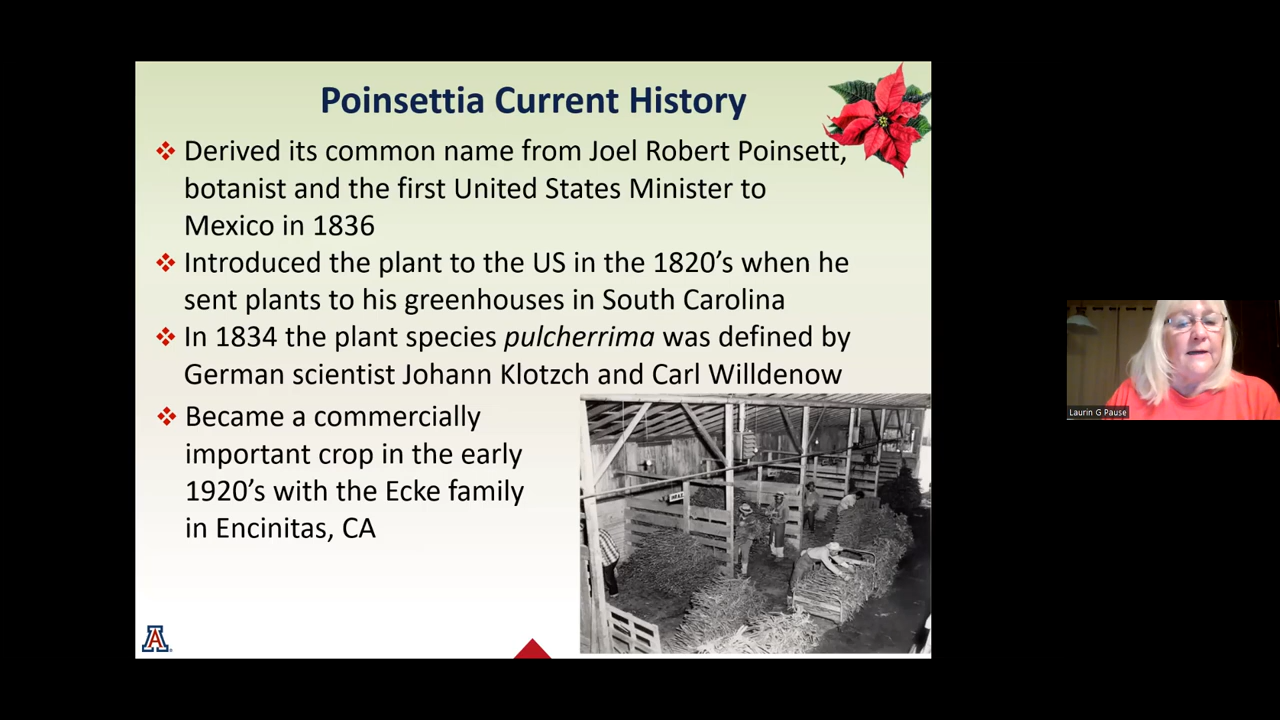 Poinsettia Current History
Derived its common name from Joel Robert Poinsett,
botanist and the first United States Minister to
Mexico in 1836
Introduced the plant to the US in the 1820's when he
sent plants to his greenhouses in South Carolina
In 1834 the plant species pulcherrima was defined by
German scientist Johann Klotzch and Carl Willdenow
Became a commercially
important crop in the early
1920's with the Ecke family
in Encinitas, CA
A
Laurin G Pause